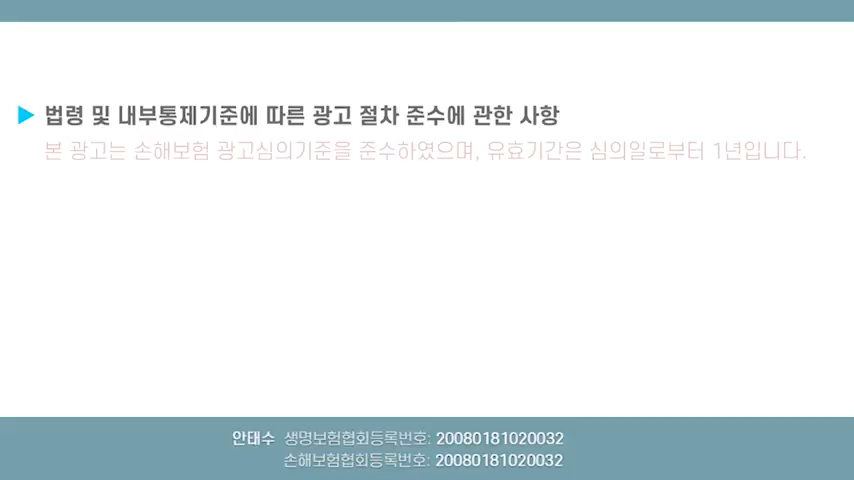 ▶ 법령 및 내부통제기준에 따른 광고 절차 준수에 관한 사항
본 광고는 손해보험 광고심의기준을 준수하였으며, 유효기간은 심의일로부터 1년입니다.
안태수 생명보험협회등록번호: 20080181020032
손해보험협회등록번호: 20080181020032